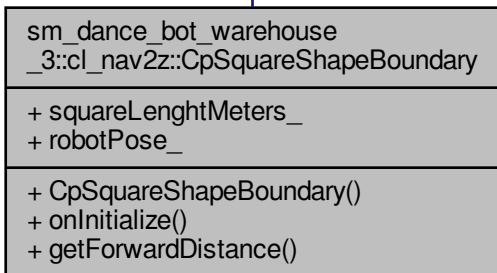 sm_dance_bot_warehouse
_3::cl_nav2z::CpSquareShapeBoundary
+ squareLenghtMeters_
+ robotPose_
+ CpSquareShapeBoundary()
+ onInitialize()
+ getForwardDistance()